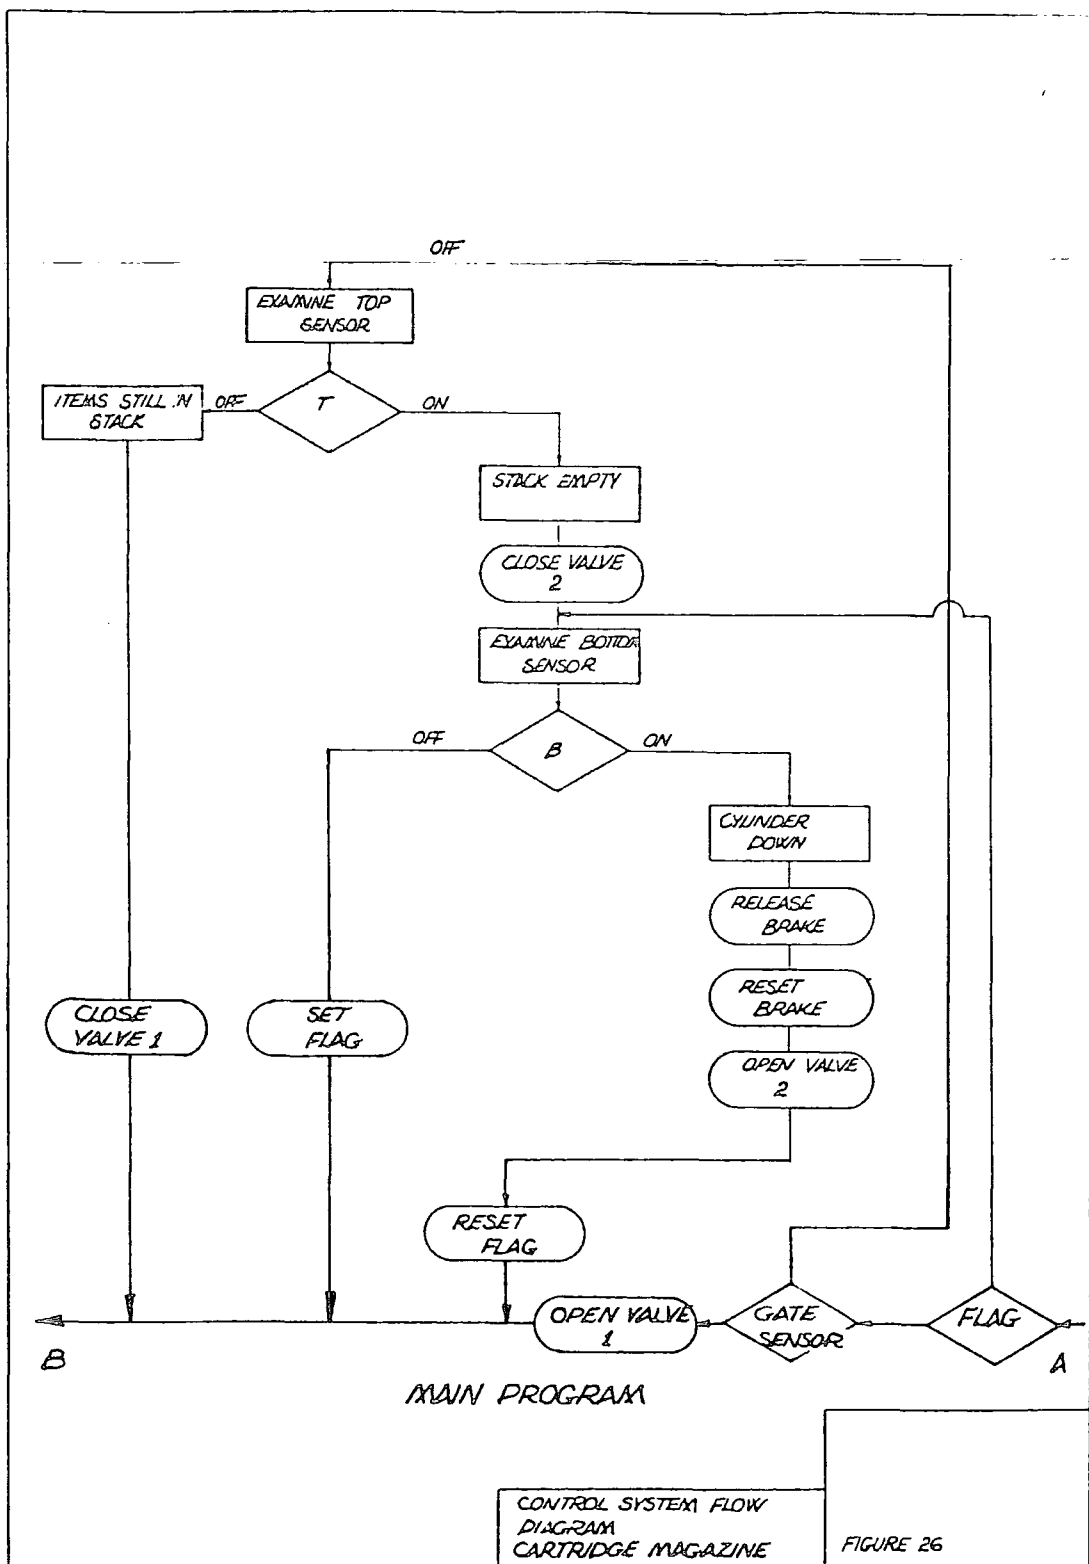 OFF
EXAMINE TOP
SENSOR
ITEMS STILL IN
STACK
OFF
T
ON
STACK EMPTY
CLOSE VALVE
2
EXAMINE BOTTOM
SENSOR
OFF
B
ON
CYLINDER
DOWN
RELEASE
BRAKE
RESET
BRAKE
CLOSE
VALVE 1
SET
FLAG
OPEN VALVE
2
RESET
FLAG
OPEN VALVE
1
GATE
SENSOR
FLAG
B
A
MAIN PROGRAM
CONTROL SYSTEM FLOW
DIAGRAM
CARTRIDGE MAGAZINE
FIGURE 26